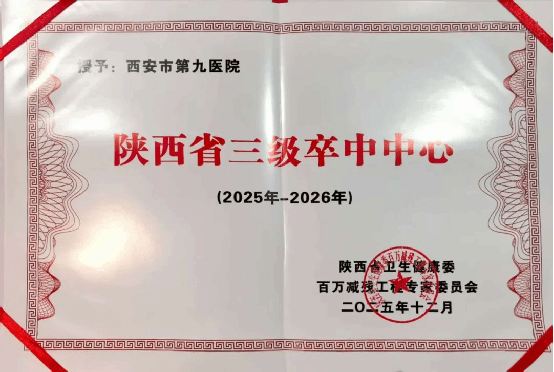 授予：西安市第九医院
陕西省三级卒中中心
(2025年--2026年)
陕西省卫生健康委
百万减残工程专家委员会
二〇二五年十二月